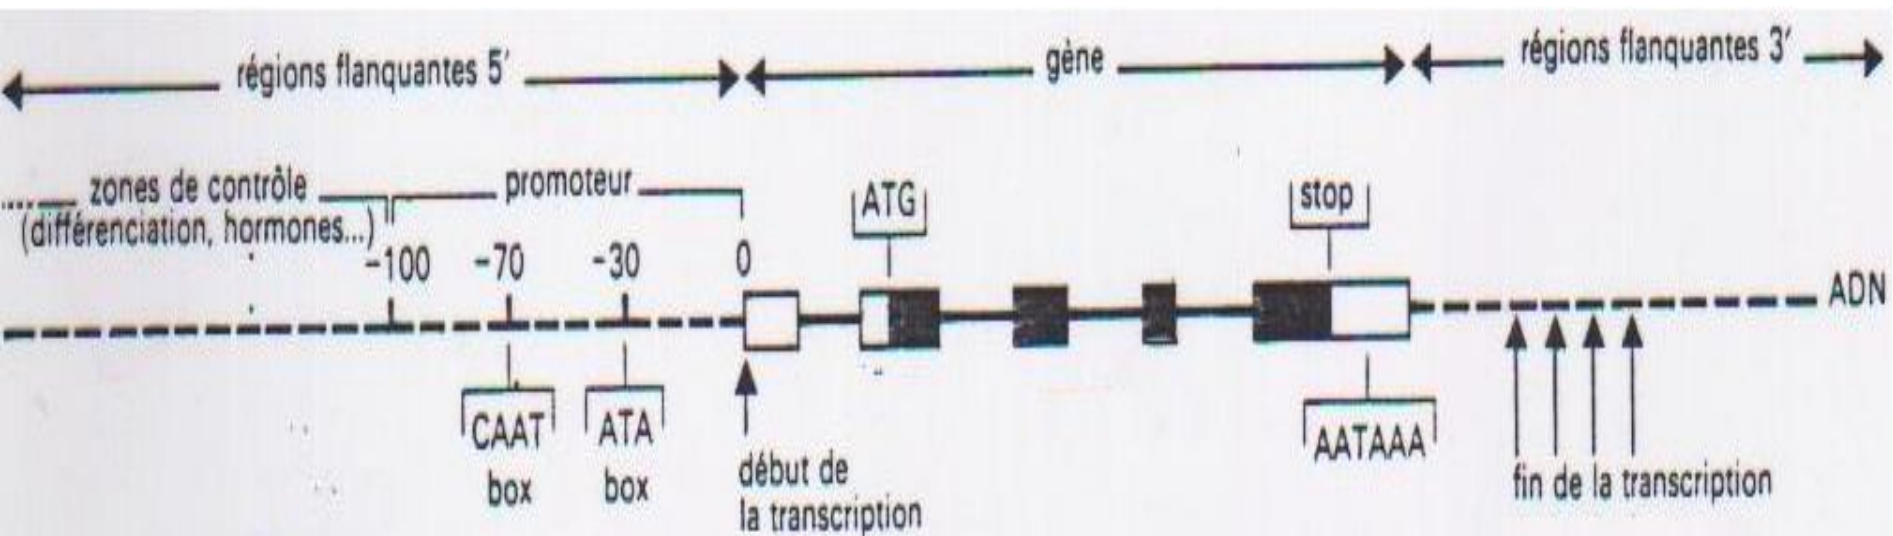 régions flanquantes 5' gène régions flanquantes 3'
..... zones de contrôle promoteur ATG stop
(différenciation, hormones...)
-100 -70 -30 0
ADN
CAAT ATA AATAAA
box box début de fin de la transcription
la transcription